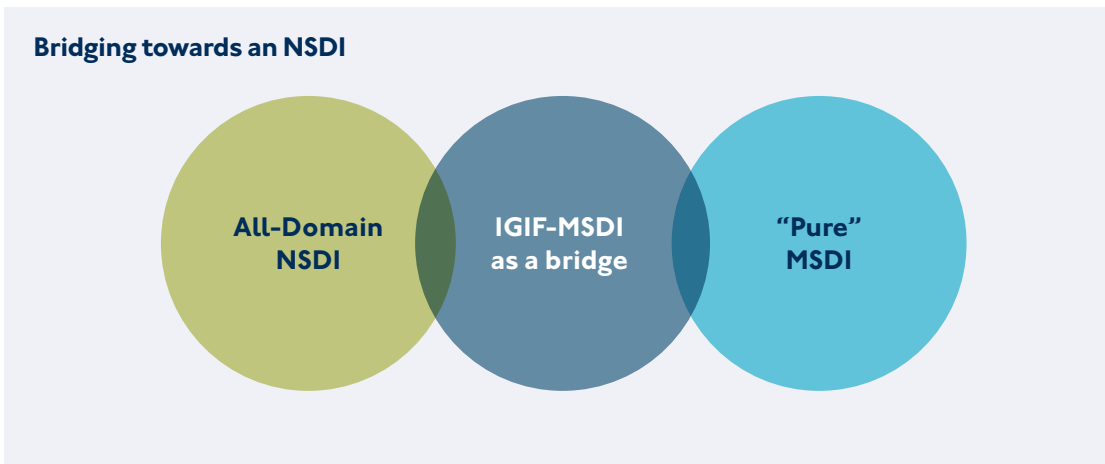 Bridging towards an NSDI
All-Domain
NSDI
IGIF-MSDI
as a bridge
“Pure”
MSDI